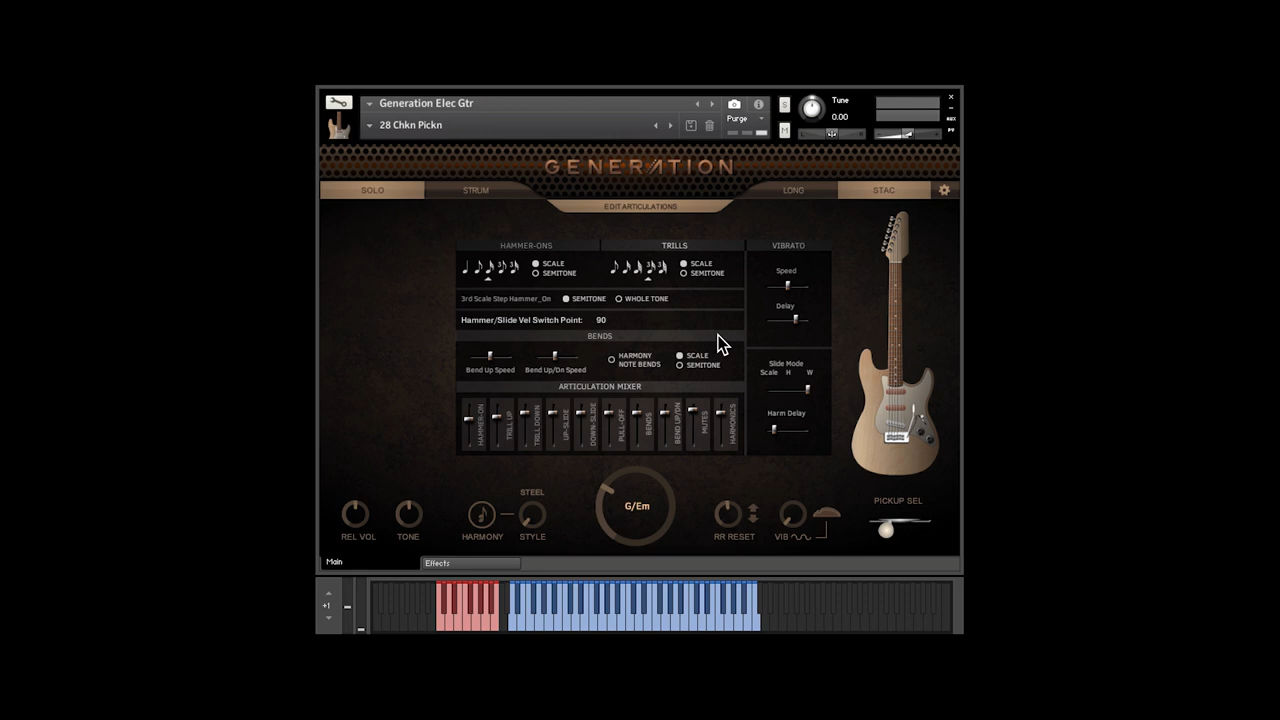 Generation Elec Gtr
28 Chkn Pickn
Purge
S
M
Tune
0.00
L
R
AUX
PV
GENERATION
SOLO
STRUM
LONG
STAC
EDIT ARTICULATIONS
HAMMER-ONS
TRILLS
VIBRATO
SCALE
SEMITONE
SCALE
SEMITONE
3rd Scale Step Hammer_On
SEMITONE
WHOLE TONE
Hammer/Slide Vel Switch Point: 90
BENDS
Bend Up Speed
Bend Up/Dn Speed
HARMONY
NOTE BENDS
SCALE
SEMITONE
Speed
Delay
Slide Mode
Scale H W
Harm Delay
ARTICULATION MIXER
HAMMER-ON
TRILL UP
TRILL DOWN
UP-SLIDE
DOWN-SLIDE
PULL-OFF
BENDS
BEND UP/DN
MUTES
HARMONICS
REL VOL
TONE
HARMONY
STEEL
STYLE
G/Em
RR RESET
VIB
PICKUP SEL
Main
Effects
+1